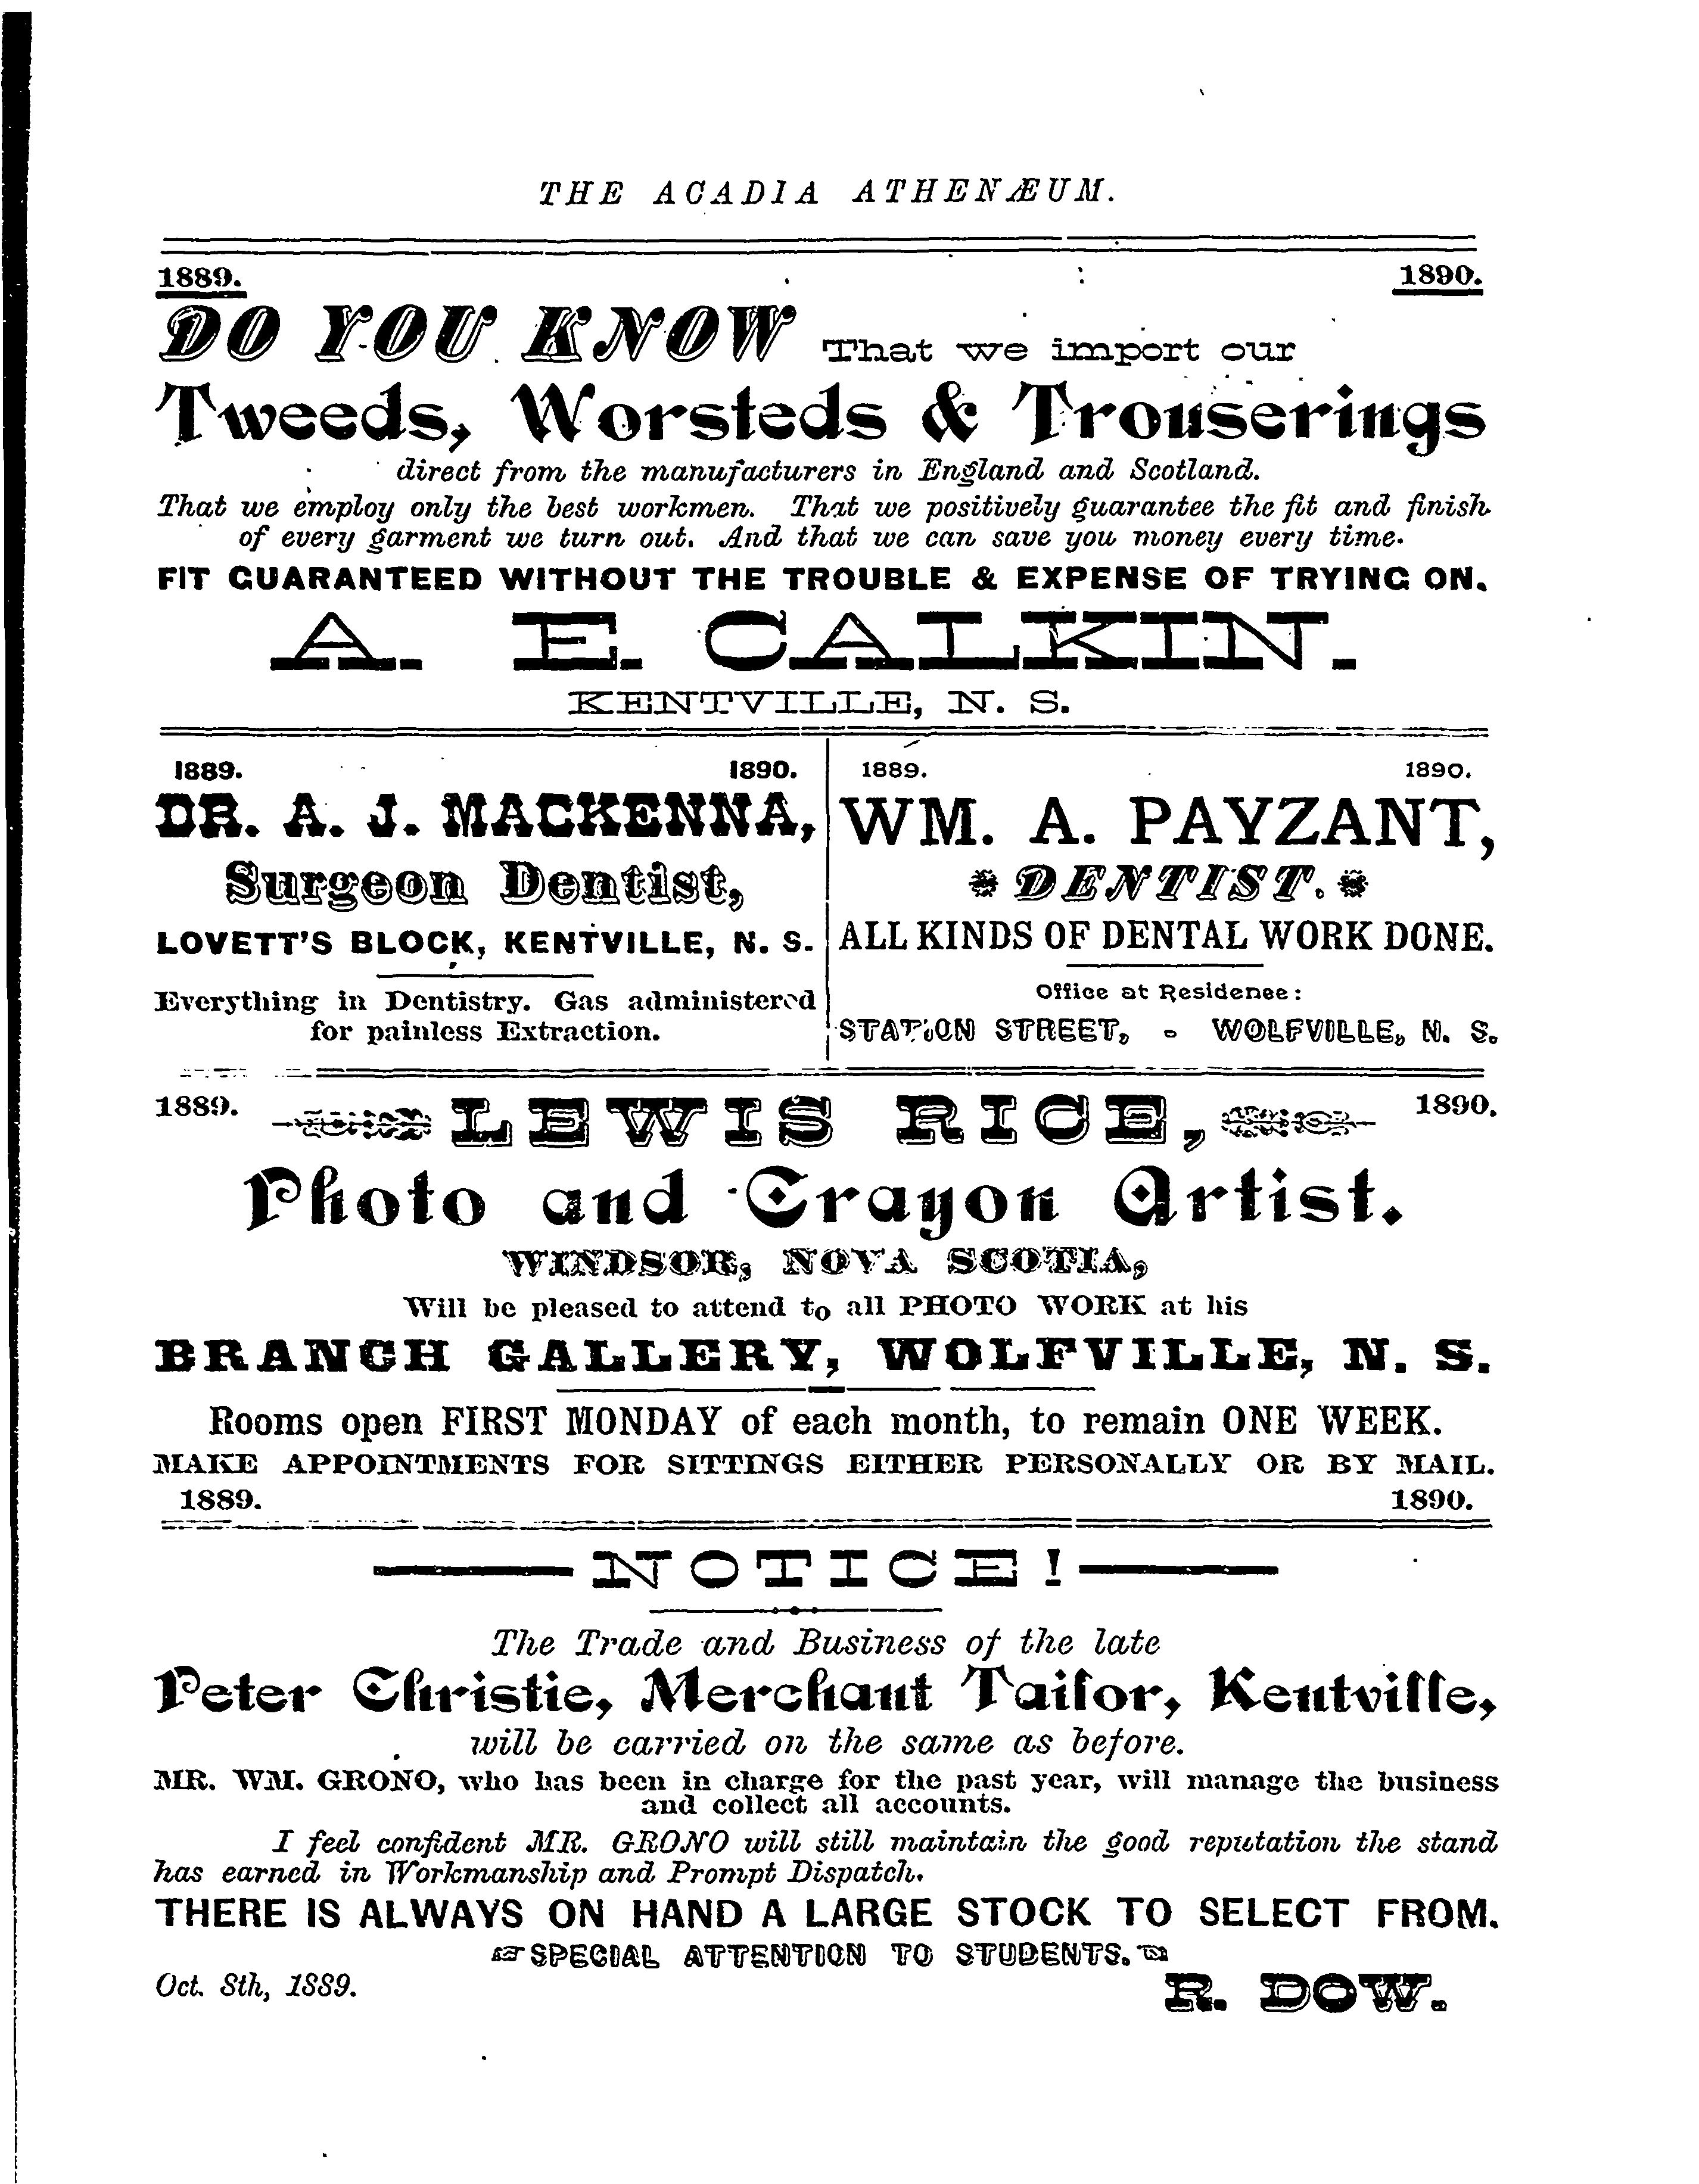 THE ACADIA ATHENÆUM.
1889. 1890.
DO YOU KNOW That we import our
Tweeds, Worsteds & Trouserings
direct from the manufacturers in England and Scotland.
That we employ only the best workmen. That we positively guarantee the fit and finish
of every garment we turn out. And that we can save you money every time.
FIT GUARANTEED WITHOUT THE TROUBLE & EXPENSE OF TRYING ON.
A. E. CALKIN.
KENTVILLE, N. S.
1889. 1890.
DR. A. J. MACKENNA,
Surgeon Dentist,
LOVETT'S BLOCK, KENTVILLE, N. S.
Everything in Dentistry. Gas administered
for painless Extraction.
1889. 1890.
WM. A. PAYZANT,
DENTIST.
ALL KINDS OF DENTAL WORK DONE.
Office at Residence:
STATION STREET, - WOLFVILLE, N. S.
1889. LEWIS RICE, 1890.
Photo and Crayon Artist.
WINDSOR, NOVA SCOTIA,
Will be pleased to attend to all PHOTO WORK at his
BRANCH GALLERY, WOLFVILLE, N. S.
Rooms open FIRST MONDAY of each month, to remain ONE WEEK.
MAKE APPOINTMENTS FOR SITTINGS EITHER PERSONALLY OR BY MAIL.
1889. 1890.
NOTICE!
The Trade and Business of the late
Peter Christie, Merchant Tailor, Kentville,
will be carried on the same as before.
MR. WM. GRONO, who has been in charge for the past year, will manage the business
and collect all accounts.
I feel confident MR. GRONO will still maintain the good reputation the stand
has earned in Workmanship and Prompt Dispatch.
THERE IS ALWAYS ON HAND A LARGE STOCK TO SELECT FROM.
☞SPECIAL ATTENTION TO STUDENTS.☜
Oct. 8th, 1889.
R. DOW.